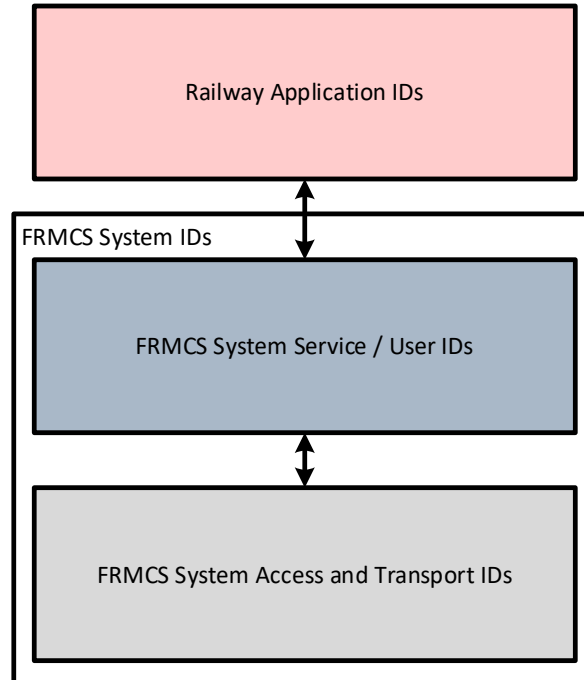 Railway Application IDs
FRMCS System IDs
FRMCS System Service / User IDs
FRMCS System Access and Transport IDs